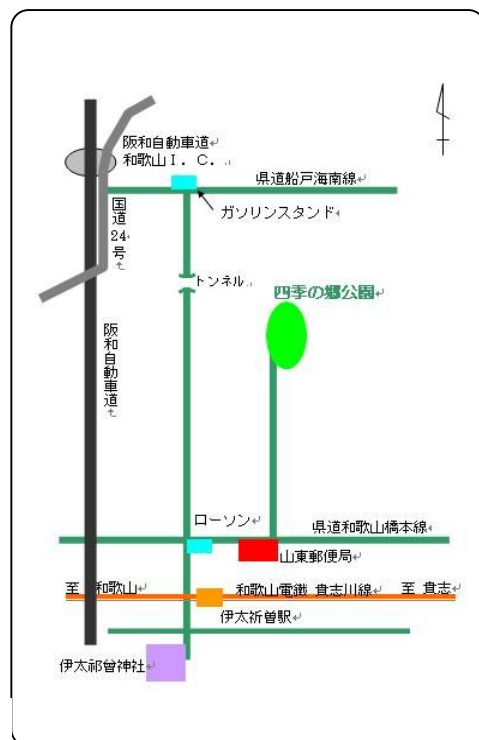 阪和自動車道
和歌山Ｉ．Ｃ．
県道船戸海南線
ガソリンスタンド
国道24号
トンネル
四季の郷公園
阪和自動車道
ローソン
県道和歌山橋本線
山東郵便局
至 和歌山
和歌山電鐵 貴志川線
至 貴志
伊太祈曽駅
伊太祁曽神社